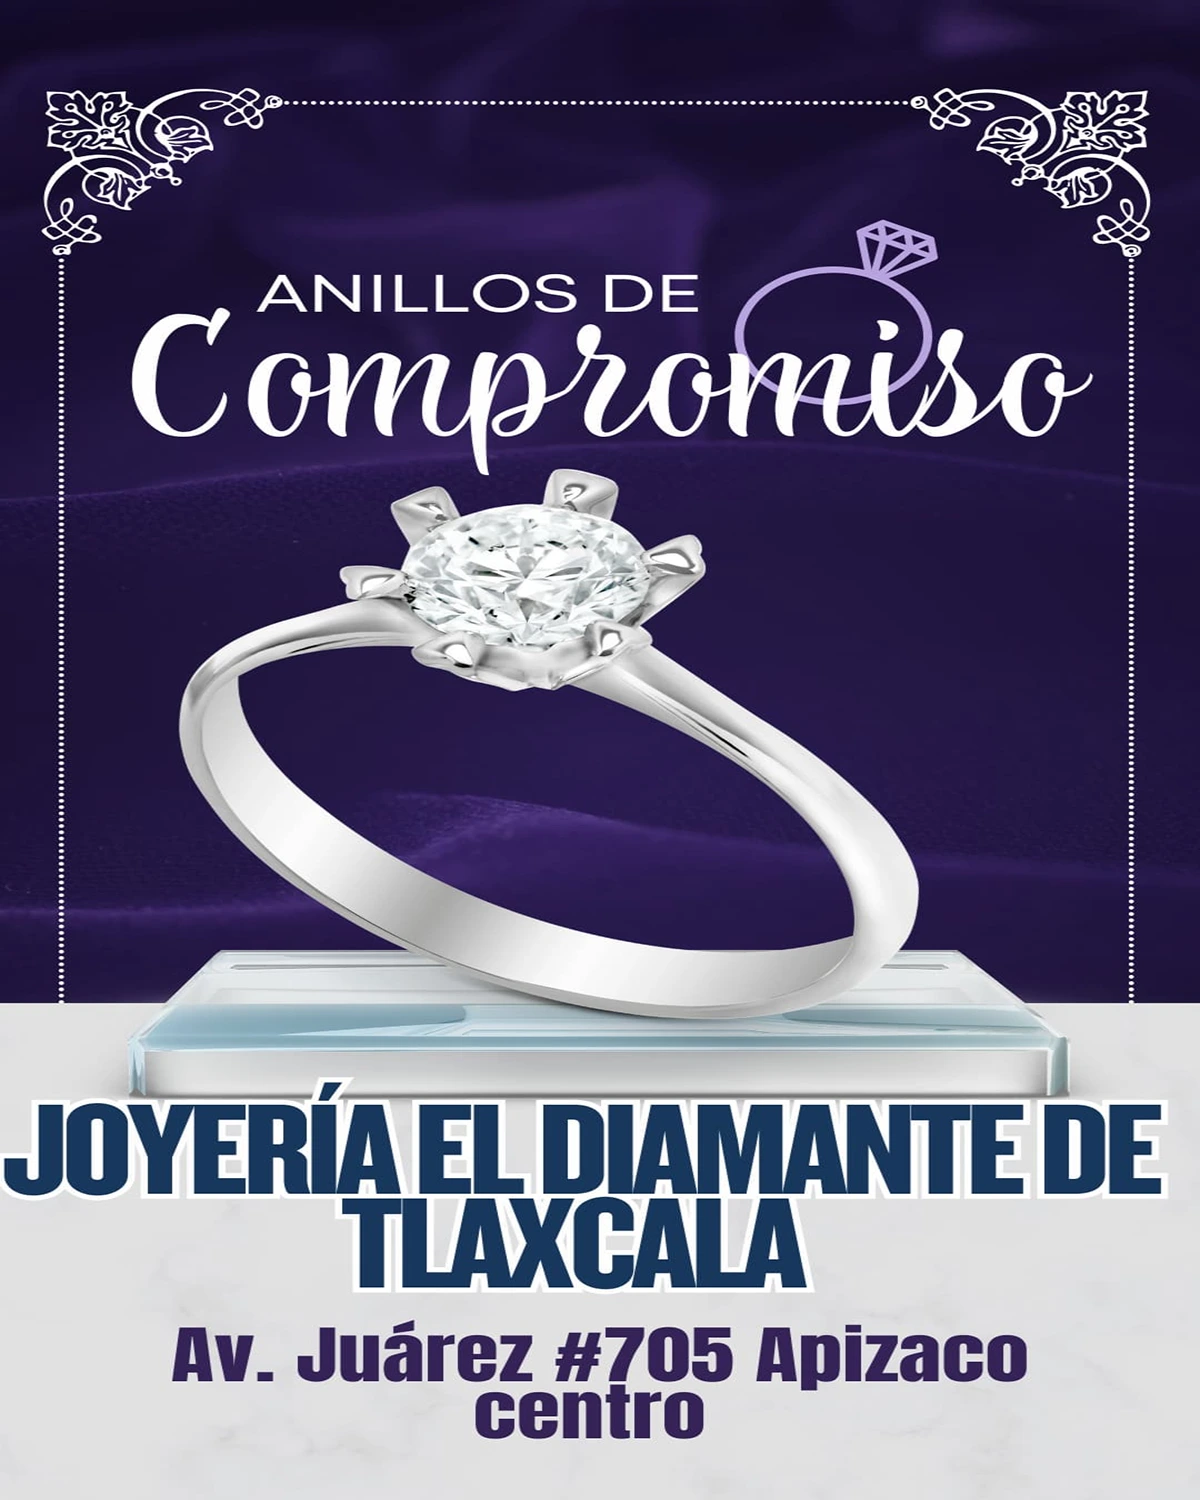 ANILLOS DE
Compromiso
JOYERÍA EL DIAMANTE DE
TLAXCALA
Av. Juárez #705 Apizaco
centro